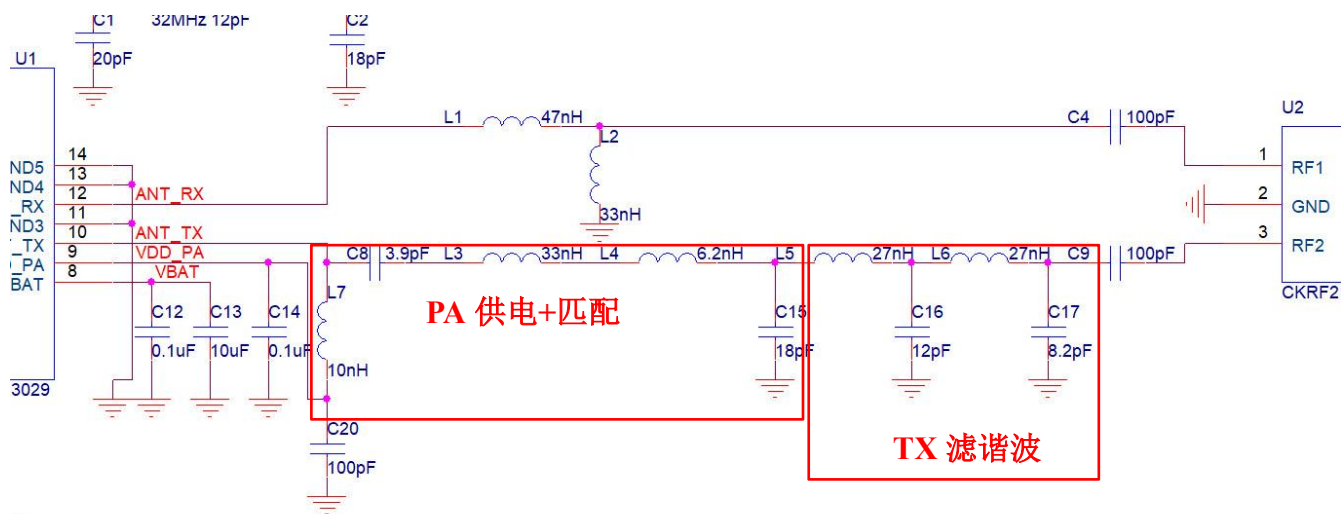 C1
32MHz 12pF
C2
20pF
18pF
U1
L1
47nH
C4
100pF
U2
L2
33nH
14
ND5
13
ND4
12
_RX
ANT_RX
11
ND3
10
_TX
ANT_TX
9
VDD_PA
_PA
8
VBAT
BAT
1
RF1
2
GND
3
RF2
CKRF2
C8
3.9pF
L3
33nH
L4
6.2nH
L5
27nH
L6
27nH
C9
100pF
L7
10nH
PA 供电+匹配
C12
0.1uF
C13
10uF
C14
0.1uF
C15
18pF
C16
12pF
C17
8.2pF
3029
C20
100pF
TX 滤谐波